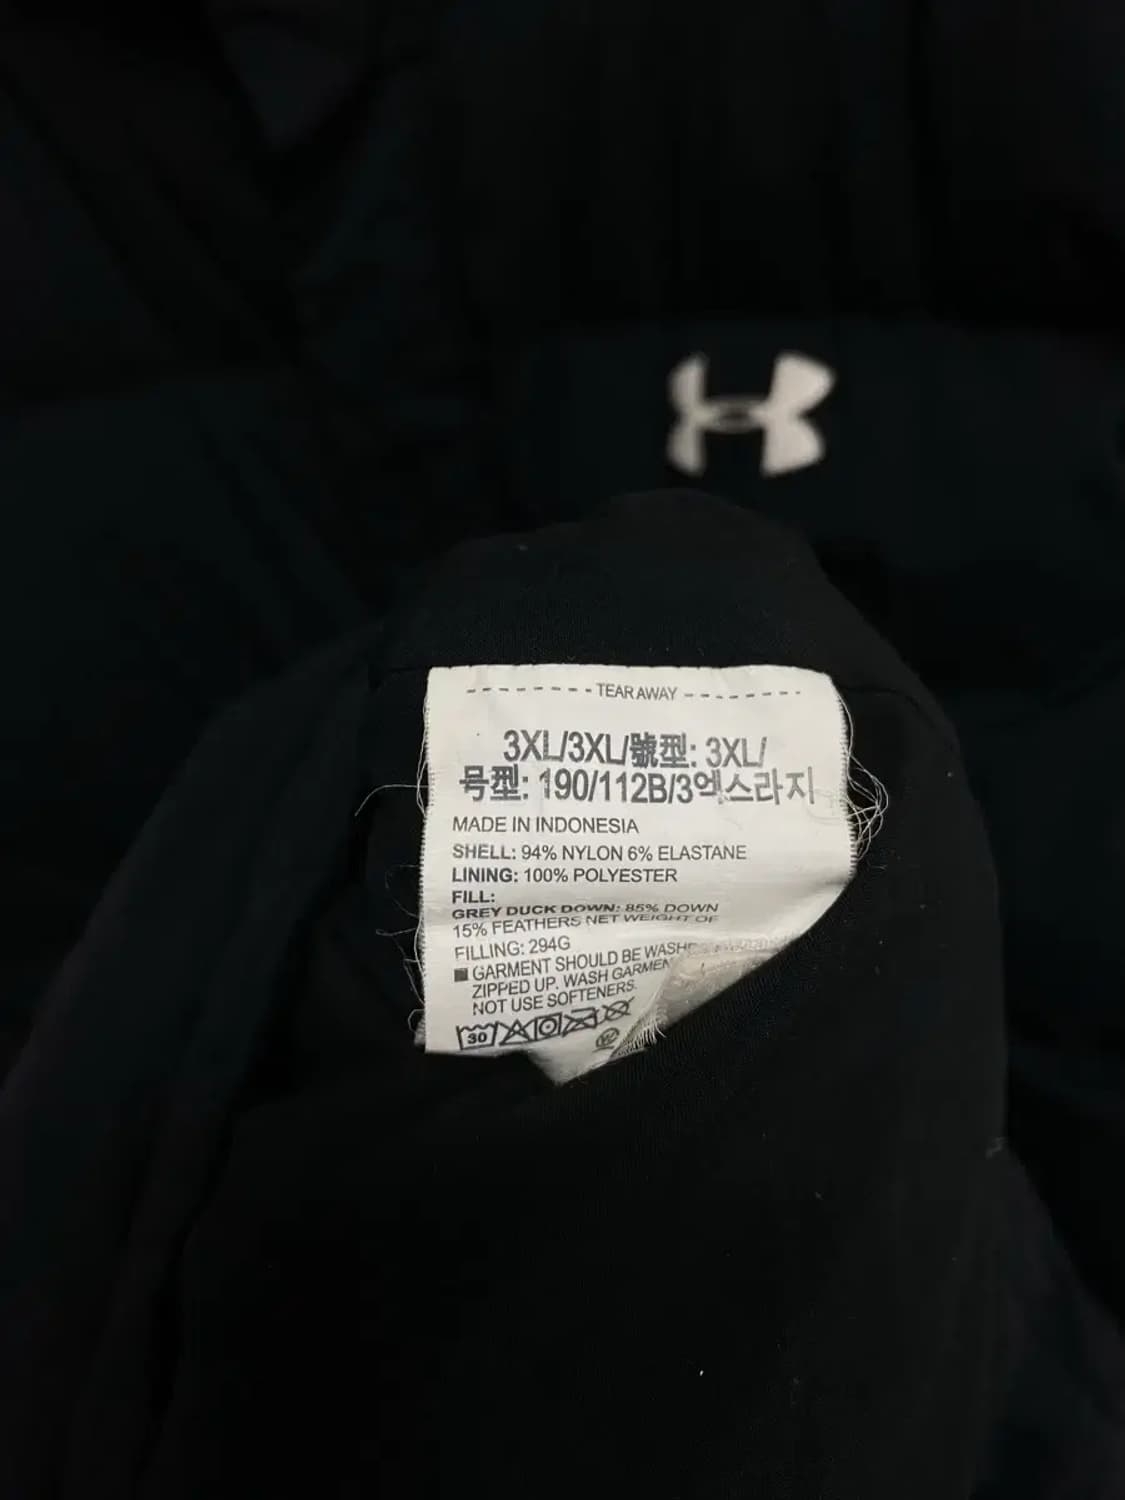 TEAR AWAY
3XL/3XL/號型: 3XL/
号型: 190/112B/3엑스라지
MADE IN INDONESIA
SHELL: 94% NYLON 6% ELASTANE
LINING: 100% POLYESTER
FILL:
GREY DUCK DOWN: 85% DOWN
15% FEATHERS NET WEIGHT OF
FILLING: 294G
GARMENT SHOULD BE WASHED
ZIPPED UP. WASH GARMEN
NOT USE SOFTENERS.
30